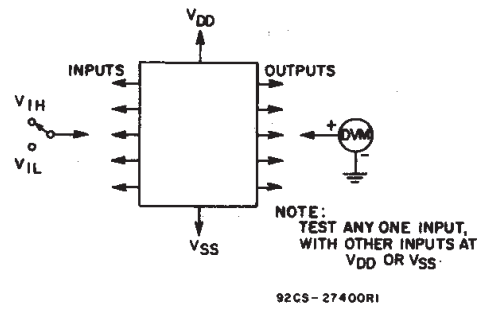 VDD
INPUTS
OUTPUTS
VIH
VIL
+
DVM
-
VSS
NOTE:
TEST ANY ONE INPUT,
WITH OTHER INPUTS AT
VDD OR VSS.
92CS-27400R1